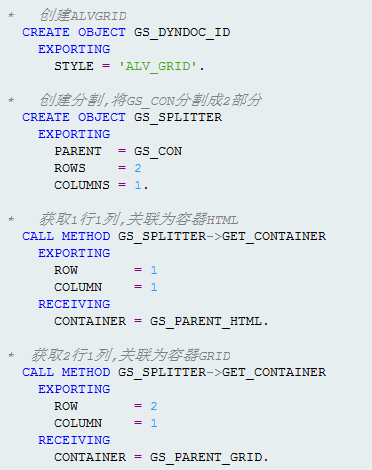 *   创建ALVGRID
  CREATE OBJECT GS_DYNDOC_ID
    EXPORTING
      STYLE = 'ALV_GRID'.
*   创建分割,将GS_CON分割成2部分
  CREATE OBJECT GS_SPLITTER
    EXPORTING
      PARENT  = GS_CON
      ROWS    = 2
      COLUMNS = 1.
*   获取1行1列,关联为容器HTML
  CALL METHOD GS_SPLITTER->GET_CONTAINER
    EXPORTING
      ROW       = 1
      COLUMN    = 1
    RECEIVING
      CONTAINER = GS_PARENT_HTML.
*  获取2行1列,关联为容器GRID
  CALL METHOD GS_SPLITTER->GET_CONTAINER
    EXPORTING
      ROW       = 2
      COLUMN    = 1
    RECEIVING
      CONTAINER = GS_PARENT_GRID.